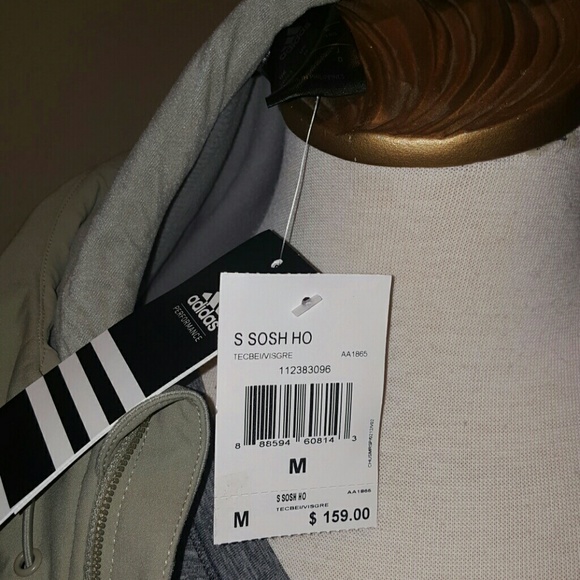 adidas
PERFORMANCE
S SOSH HO
TECBEI/VISGRE AA1865
112383096
8 88594 60814 3
M
S SOSH HO AA1865
TECBEI/VISGRE
M $ 159.00